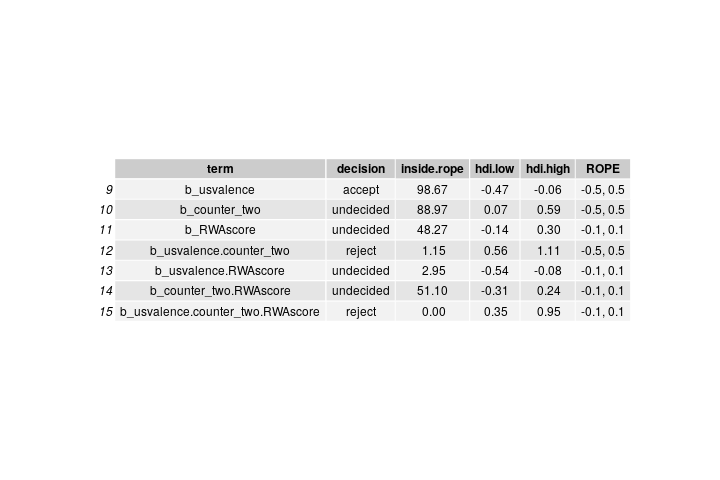 term decision inside.rope hdi.low hdi.high ROPE
9 b_usvalence accept 98.67 -0.47 -0.06 -0.5, 0.5
10 b_counter_two undecided 88.97 0.07 0.59 -0.5, 0.5
11 b_RWAscore undecided 48.27 -0.14 0.30 -0.1, 0.1
12 b_usvalence.counter_two reject 1.15 0.56 1.11 -0.5, 0.5
13 b_usvalence.RWAscore undecided 2.95 -0.54 -0.08 -0.1, 0.1
14 b_counter_two.RWAscore undecided 51.10 -0.31 0.24 -0.1, 0.1
15 b_usvalence.counter_two.RWAscore reject 0.00 0.35 0.95 -0.1, 0.1